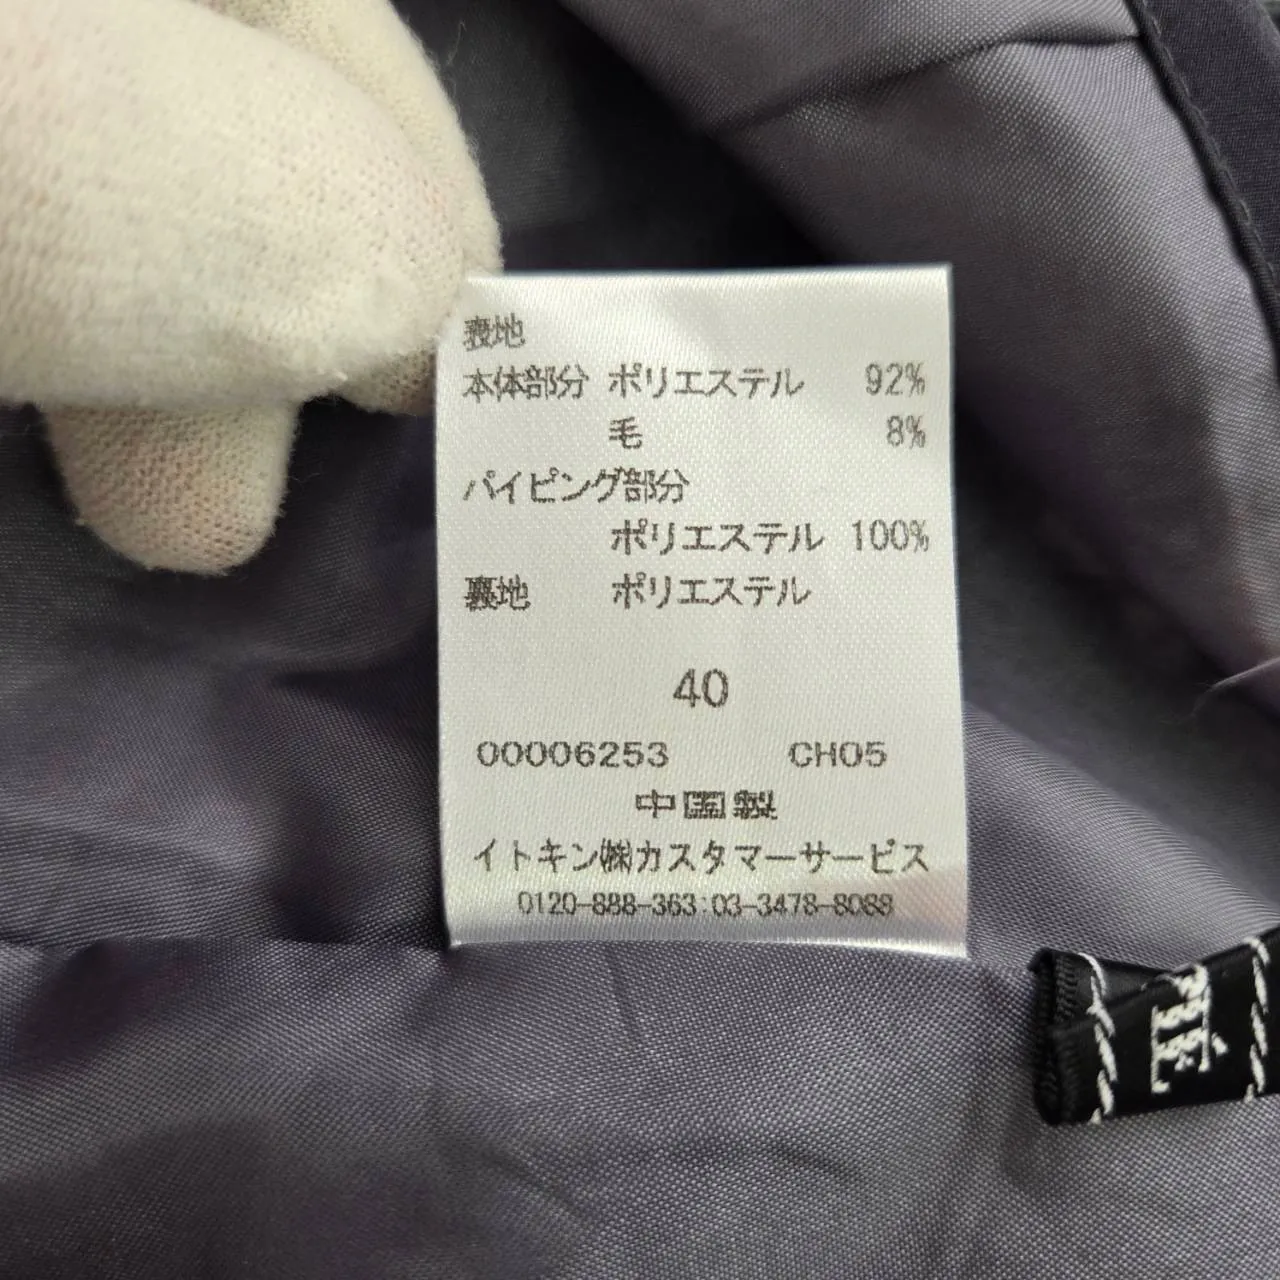 表地
本体部分 ポリエステル 92%
毛 8%
パイピング部分
ポリエステル 100%
裏地 ポリエステル
40
00006253 CH05
中国製
イトキン㈱カスタマーサービス
0120-888-363:03-3478-8088